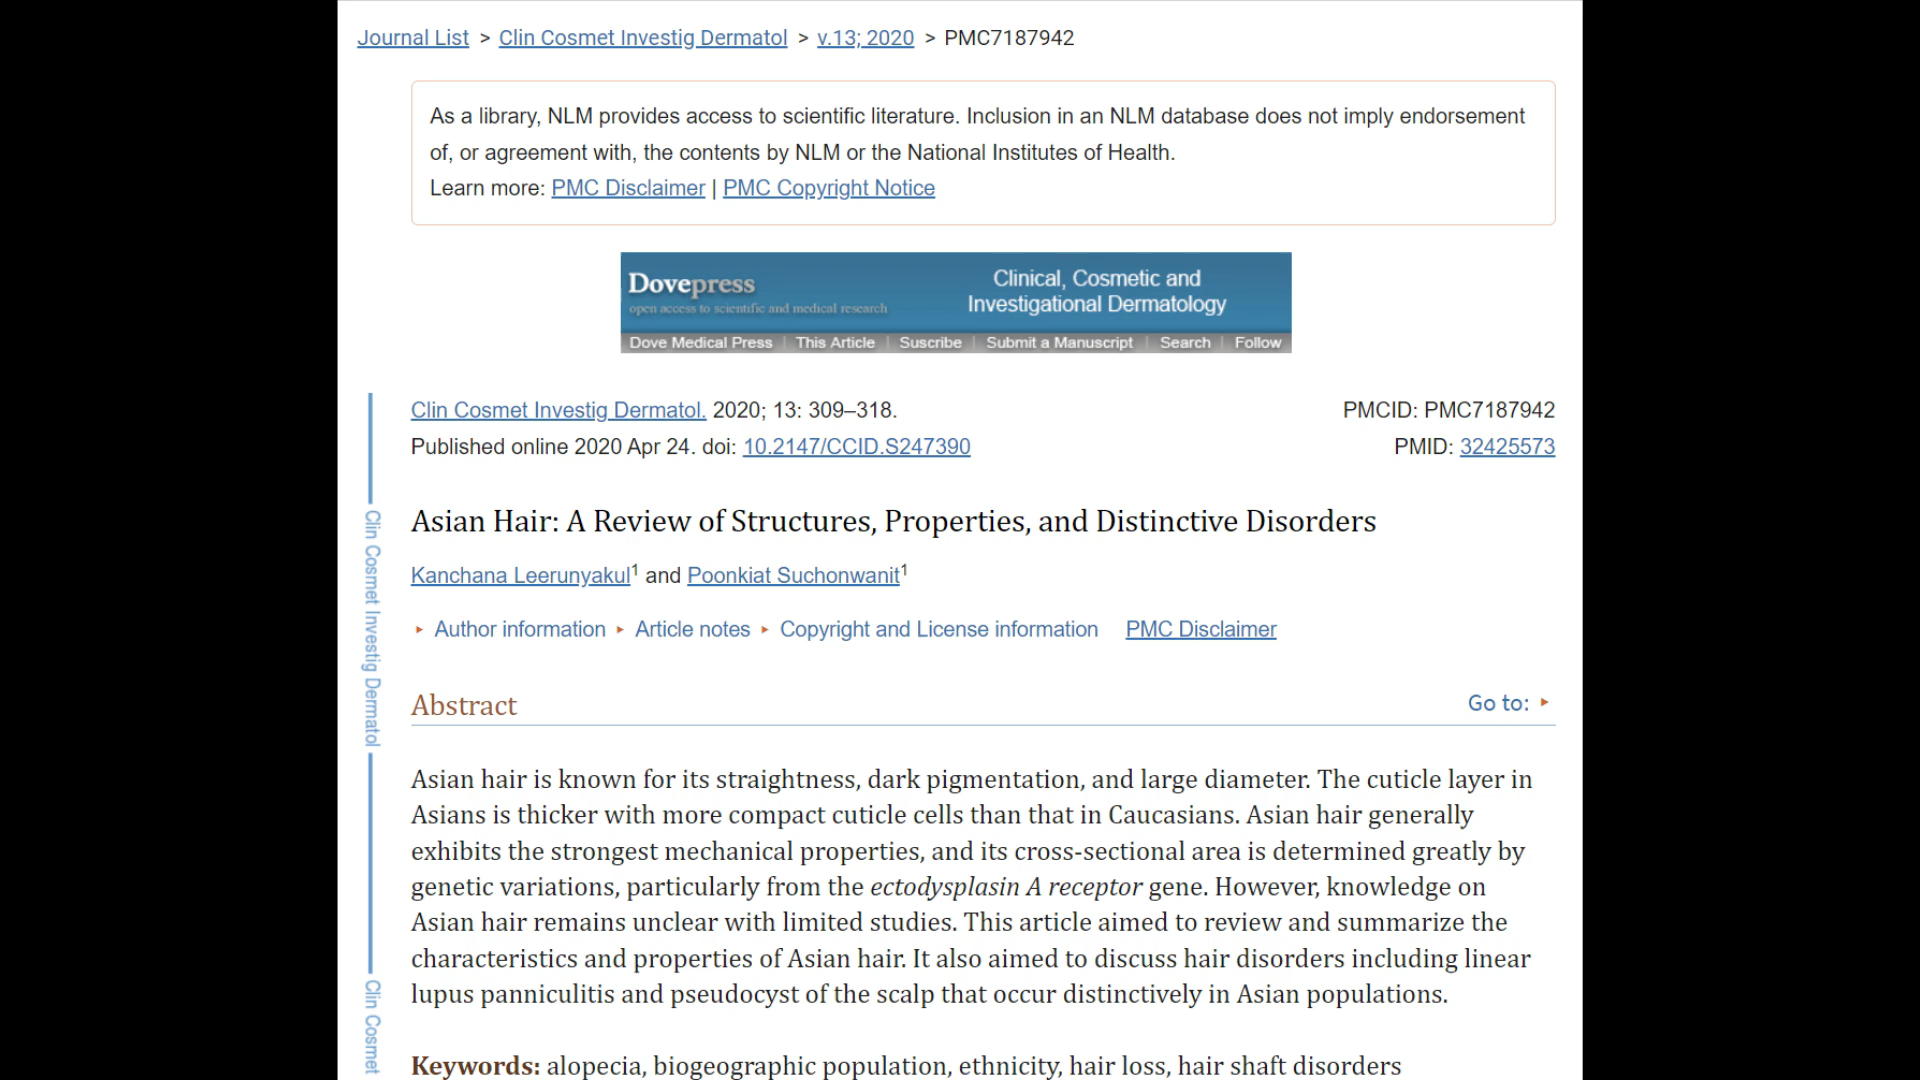 Journal List > Clin Cosmet Investig Dermatol > v.13; 2020 > PMC7187942
As a library, NLM provides access to scientific literature. Inclusion in an NLM database does not imply endorsement
of, or agreement with, the contents by NLM or the National Institutes of Health.
Learn more: PMC Disclaimer | PMC Copyright Notice
Dovepress
open access to scientific and medical research
Clinical, Cosmetic and
Investigational Dermatology
Dove Medical Press | This Article | Suscribe | Submit a Manuscript | Search | Follow
Clin Cosmet Investig Dermatol. 2020; 13: 309–318.
PMCID: PMC7187942
Published online 2020 Apr 24. doi: 10.2147/CCID.S247390
PMID: 32425573
Asian Hair: A Review of Structures, Properties, and Distinctive Disorders
Kanchana Leerunyakul1 and Poonkiat Suchonwanit1
Author information Article notes Copyright and License information PMC Disclaimer
Abstract
Go to:
Asian hair is known for its straightness, dark pigmentation, and large diameter. The cuticle layer in
Asians is thicker with more compact cuticle cells than that in Caucasians. Asian hair generally
exhibits the strongest mechanical properties, and its cross-sectional area is determined greatly by
genetic variations, particularly from the ectodysplasin A receptor gene. However, knowledge on
Asian hair remains unclear with limited studies. This article aimed to review and summarize the
characteristics and properties of Asian hair. It also aimed to discuss hair disorders including linear
lupus panniculitis and pseudocyst of the scalp that occur distinctively in Asian populations.
Keywords: alopecia, biogeographic population, ethnicity, hair loss, hair shaft disorders
Clin Cosmet Investig Dermatol
Clin Cosmet